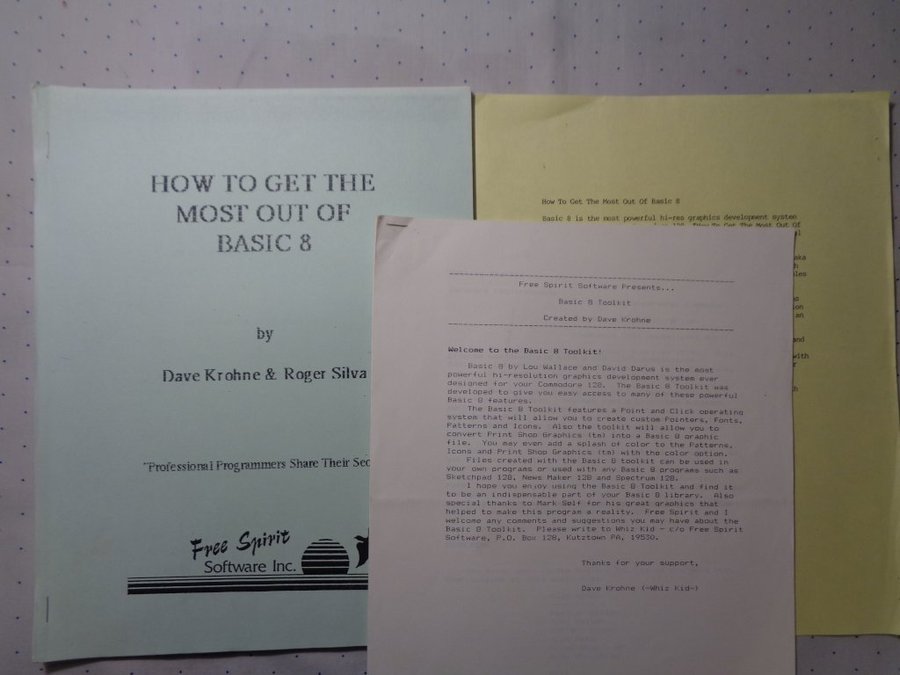 HOW TO GET THE
MOST OUT OF
BASIC 8
by
Dave Krohne & Roger Silva
"Professional Programmers Share Their
Free Spirit
Software Inc.
How To Get The Most Out Of Basic 8
Basic 8 is the most powerful hi-res graphics development system
How To Get The Most Out Of
Free Spirit Software Presents...
Basic 8 Toolkit
Created by Dave Krohne
Welcome to the Basic 8 Toolkit!
Basic 8 by Lou Wallace and David Darus is the most
powerful hi-resolution graphics development system ever
designed for your Commodore 128. The Basic 8 Toolkit was
developed to give you easy access to many of these powerful
Basic 8 features.
The Basic 8 Toolkit features a Point and Click operating
system that will allow you to create custom Pointers, Fonts,
Patterns and Icons. Also the toolkit will allow you to
convert Print Shop Graphics (tm) into a Basic 8 graphic
file. You may even add a splash of color to the Patterns,
Icons and Print Shop Graphics (tm) with the color option.
Files created with the Basic 8 toolkit can be used in
your own programs or used with any Basic 8 programs such as
Sketchpad 128, News Maker 128 and Spectrum 128.
I hope you enjoy using the Basic 8 Toolkit and find it
to be an indispensable part of your Basic 8 library. Also
special thanks to Mark Self for his great graphics that
helped to make this program a reality. Free Spirit and I
welcome any comments and suggestions you may have about the
Basic 8 Toolkit. Please write to Whiz Kid - c/o Free Spirit
Software, P.O. Box 128, Kutztown PA, 19530.
Thanks for your support,
Dave Krohne (~Whiz Kid~)